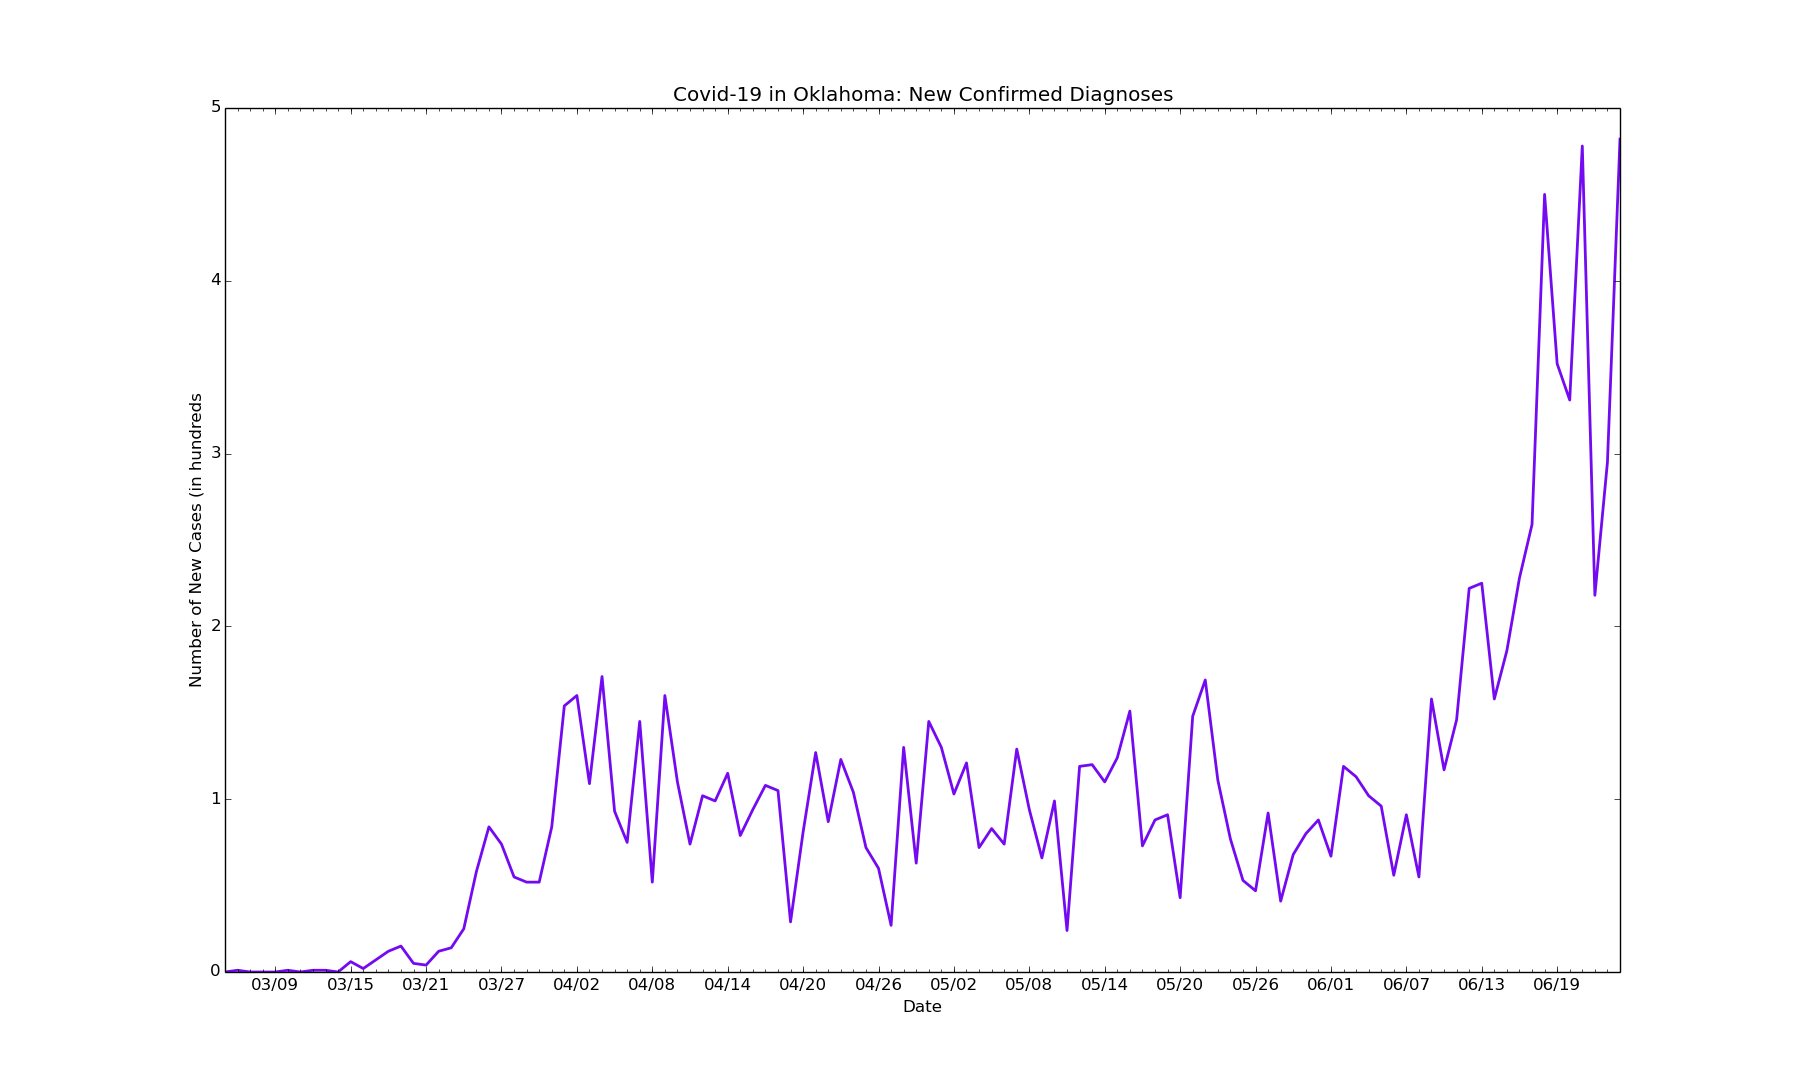 Covid-19 in Oklahoma: New Confirmed Diagnoses
5
4
3
2
1
0
Number of New Cases (in hundreds
03/09 03/15 03/21 03/27 04/02 04/08 04/14 04/20 04/26 05/02 05/08 05/14 05/20 05/26 06/01 06/07 06/13 06/19
Date